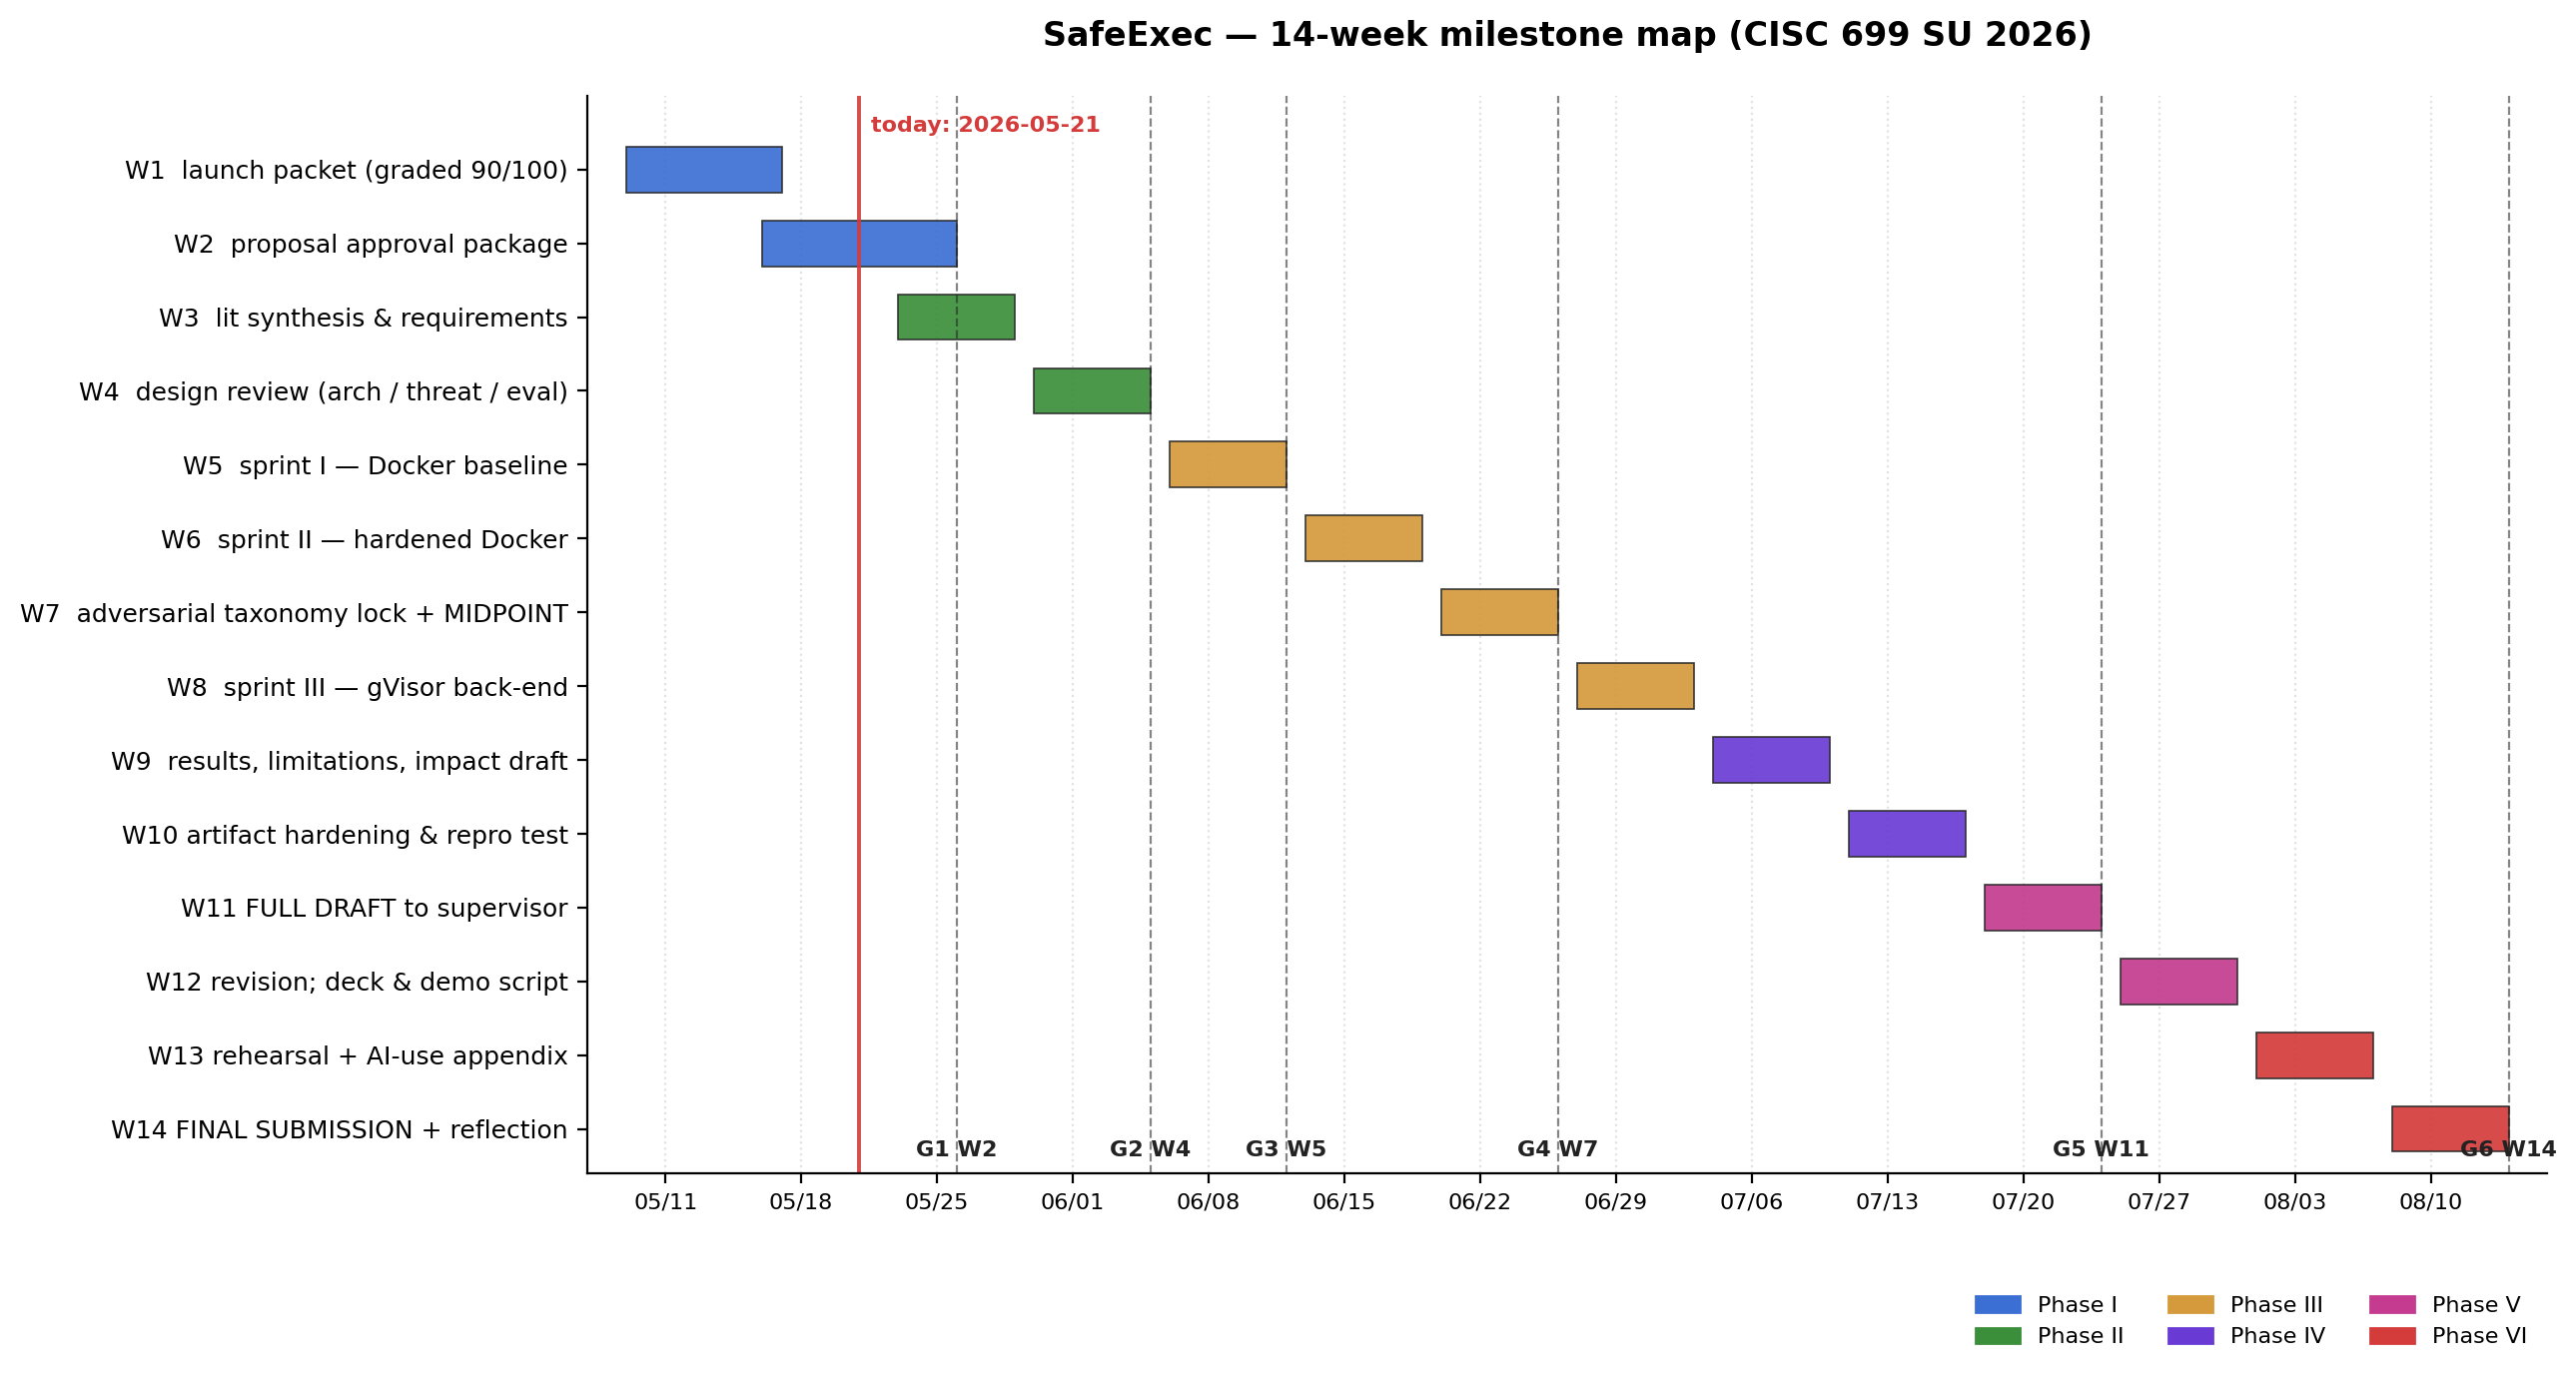 SafeExec — 14-week milestone map (CISC 699 SU 2026)
today: 2026-05-21
W1  launch packet (graded 90/100)
W2  proposal approval package
W3  lit synthesis & requirements
W4  design review (arch / threat / eval)
W5  sprint I — Docker baseline
W6  sprint II — hardened Docker
W7  adversarial taxonomy lock + MIDPOINT
W8  sprint III — gVisor back-end
W9  results, limitations, impact draft
W10 artifact hardening & repro test
W11 FULL DRAFT to supervisor
W12 revision; deck & demo script
W13 rehearsal + AI-use appendix
W14 FINAL SUBMISSION + reflection
G1 W2 G2 W4 G3 W5 G4 W7 G5 W11 G6 W14
05/11 05/18 05/25 06/01 06/08 06/15 06/22 06/29 07/06 07/13 07/20 07/27 08/03 08/10
Phase I Phase III Phase V
Phase II Phase IV Phase VI